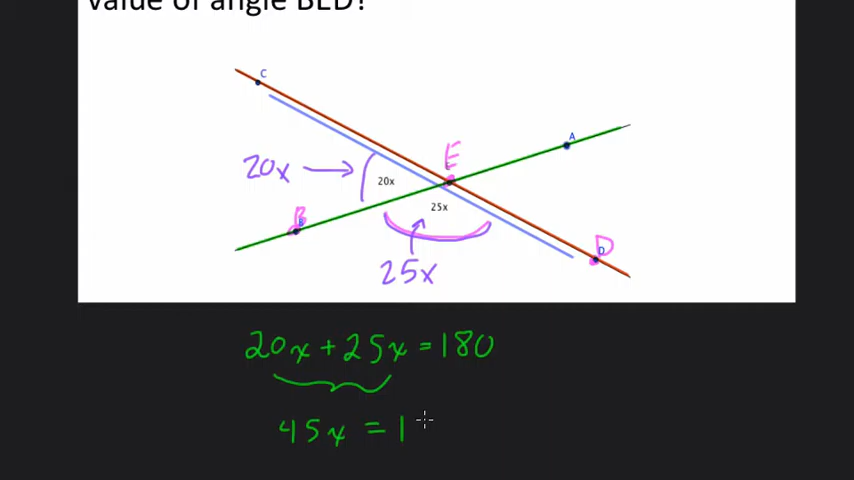 value of angle BED?
C
A
E
20x
20x
25x
B
D
25x
20x + 25x = 180
45x = 1